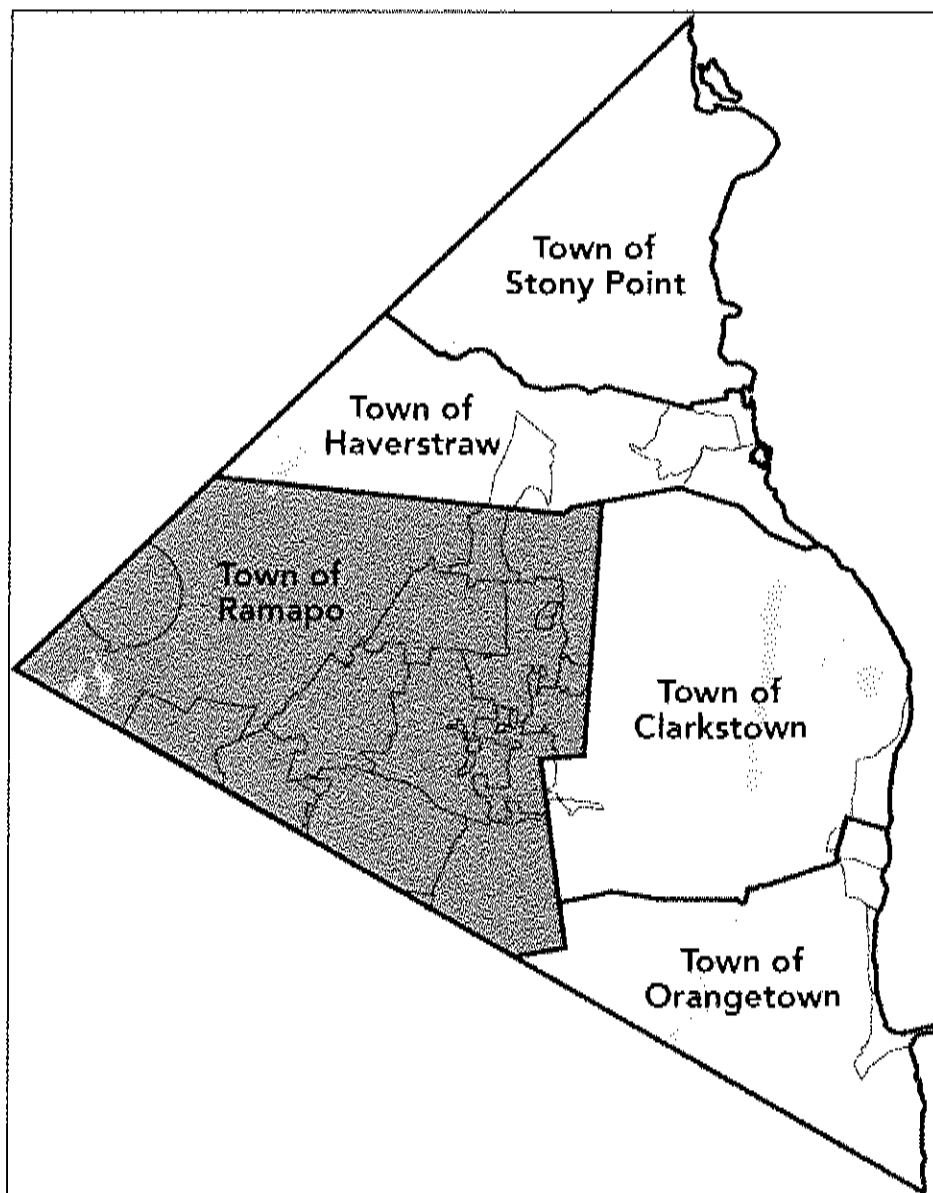 Town of
Stony Point
Town of
Haverstraw
Town of
Ramapo
Town of
Clarkstown
Town of
Orangetown